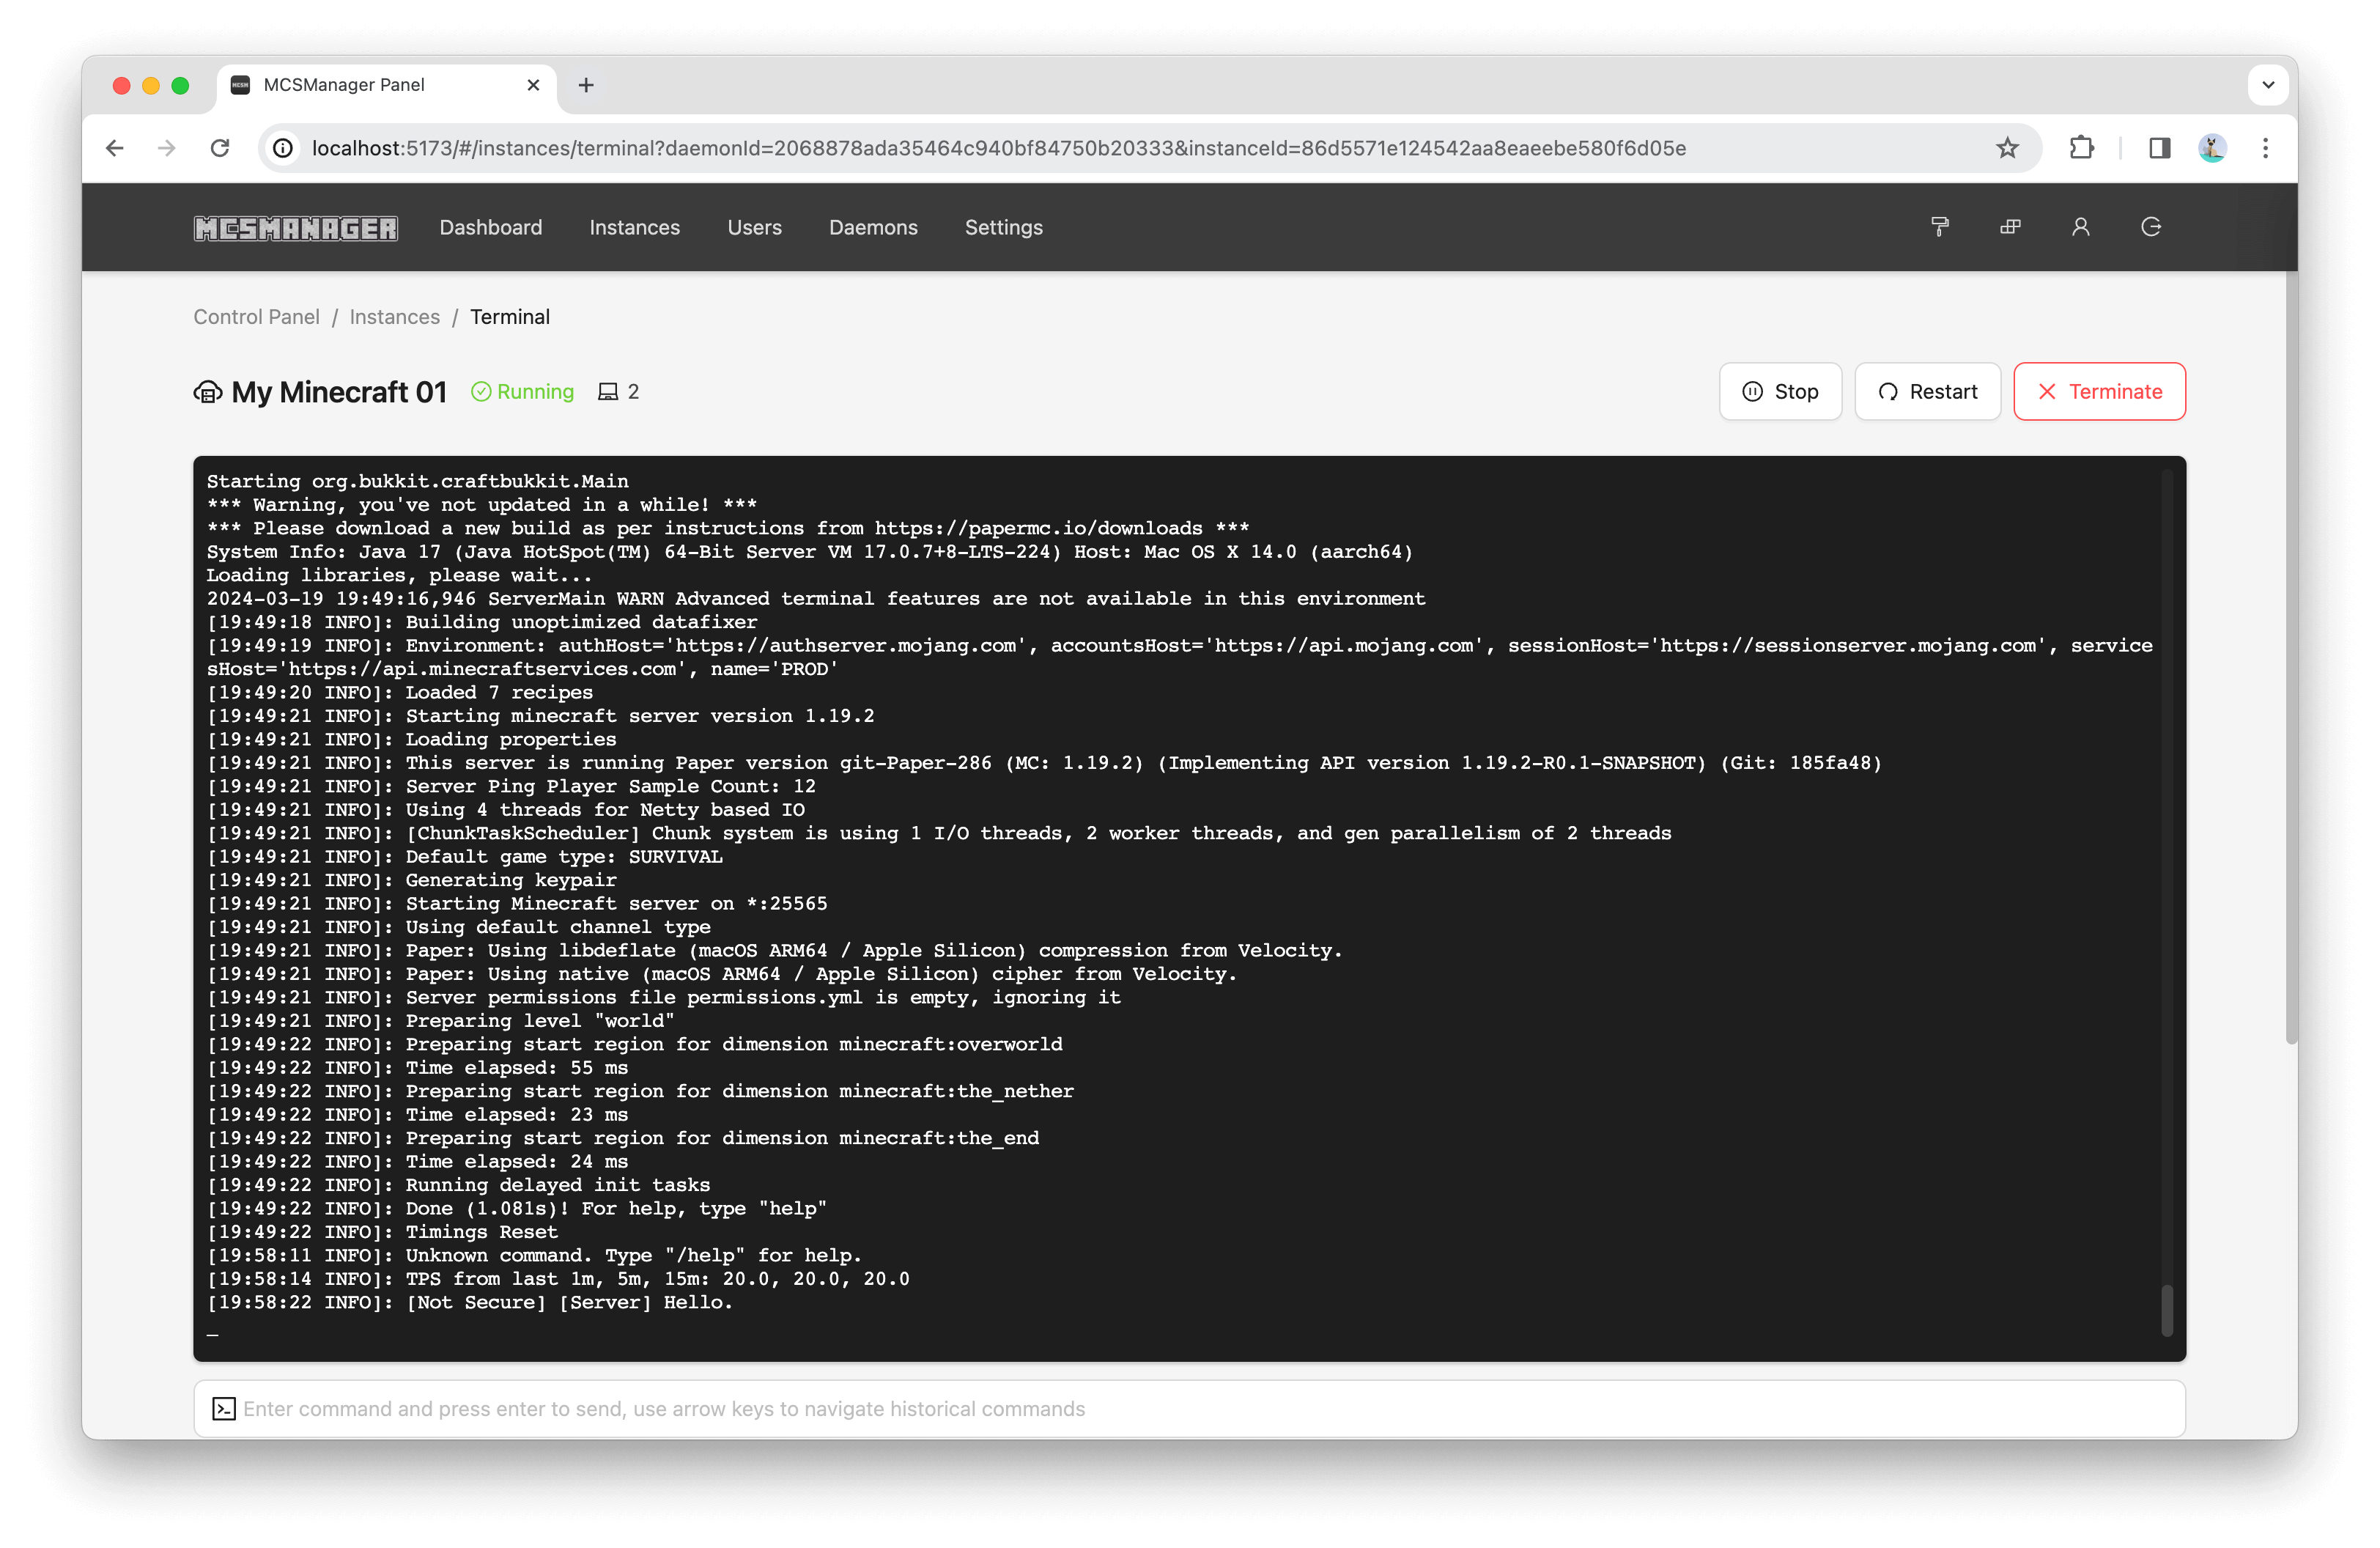 MCSM MCSManager Panel
localhost:5173/#/instances/terminal?daemonId=2068878ada35464c940bf84750b20333&instanceId=86d5571e124542aa8eaeebe580f6d05e
MCSMANAGER Dashboard Instances Users Daemons Settings
Control Panel / Instances / Terminal
My Minecraft 01 Running 2 Stop Restart Terminate
Starting org.bukkit.craftbukkit.Main
*** Warning, you've not updated in a while! ***
*** Please download a new build as per instructions from https://papermc.io/downloads ***
System Info: Java 17 (Java HotSpot(TM) 64-Bit Server VM 17.0.7+8-LTS-224) Host: Mac OS X 14.0 (aarch64)
Loading libraries, please wait...
2024-03-19 19:49:16,946 ServerMain WARN Advanced terminal features are not available in this environment
[19:49:18 INFO]: Building unoptimized datafixer
[19:49:19 INFO]: Environment: authHost='https://authserver.mojang.com', accountsHost='https://api.mojang.com', sessionHost='https://sessionserver.mojang.com', service
sHost='https://api.minecraftservices.com', name='PROD'
[19:49:20 INFO]: Loaded 7 recipes
[19:49:21 INFO]: Starting minecraft server version 1.19.2
[19:49:21 INFO]: Loading properties
[19:49:21 INFO]: This server is running Paper version git-Paper-286 (MC: 1.19.2) (Implementing API version 1.19.2-R0.1-SNAPSHOT) (Git: 185fa48)
[19:49:21 INFO]: Server Ping Player Sample Count: 12
[19:49:21 INFO]: Using 4 threads for Netty based IO
[19:49:21 INFO]: [ChunkTaskScheduler] Chunk system is using 1 I/O threads, 2 worker threads, and gen parallelism of 2 threads
[19:49:21 INFO]: Default game type: SURVIVAL
[19:49:21 INFO]: Generating keypair
[19:49:21 INFO]: Starting Minecraft server on *:25565
[19:49:21 INFO]: Using default channel type
[19:49:21 INFO]: Paper: Using libdeflate (macOS ARM64 / Apple Silicon) compression from Velocity.
[19:49:21 INFO]: Paper: Using native (macOS ARM64 / Apple Silicon) cipher from Velocity.
[19:49:21 INFO]: Server permissions file permissions.yml is empty, ignoring it
[19:49:21 INFO]: Preparing level "world"
[19:49:22 INFO]: Preparing start region for dimension minecraft:overworld
[19:49:22 INFO]: Time elapsed: 55 ms
[19:49:22 INFO]: Preparing start region for dimension minecraft:the_nether
[19:49:22 INFO]: Time elapsed: 23 ms
[19:49:22 INFO]: Preparing start region for dimension minecraft:the_end
[19:49:22 INFO]: Time elapsed: 24 ms
[19:49:22 INFO]: Running delayed init tasks
[19:49:22 INFO]: Done (1.081s)! For help, type "help"
[19:49:22 INFO]: Timings Reset
[19:58:11 INFO]: Unknown command. Type "/help" for help.
[19:58:14 INFO]: TPS from last 1m, 5m, 15m: 20.0, 20.0, 20.0
[19:58:22 INFO]: [Not Secure] [Server] Hello.
Enter command and press enter to send, use arrow keys to navigate historical commands